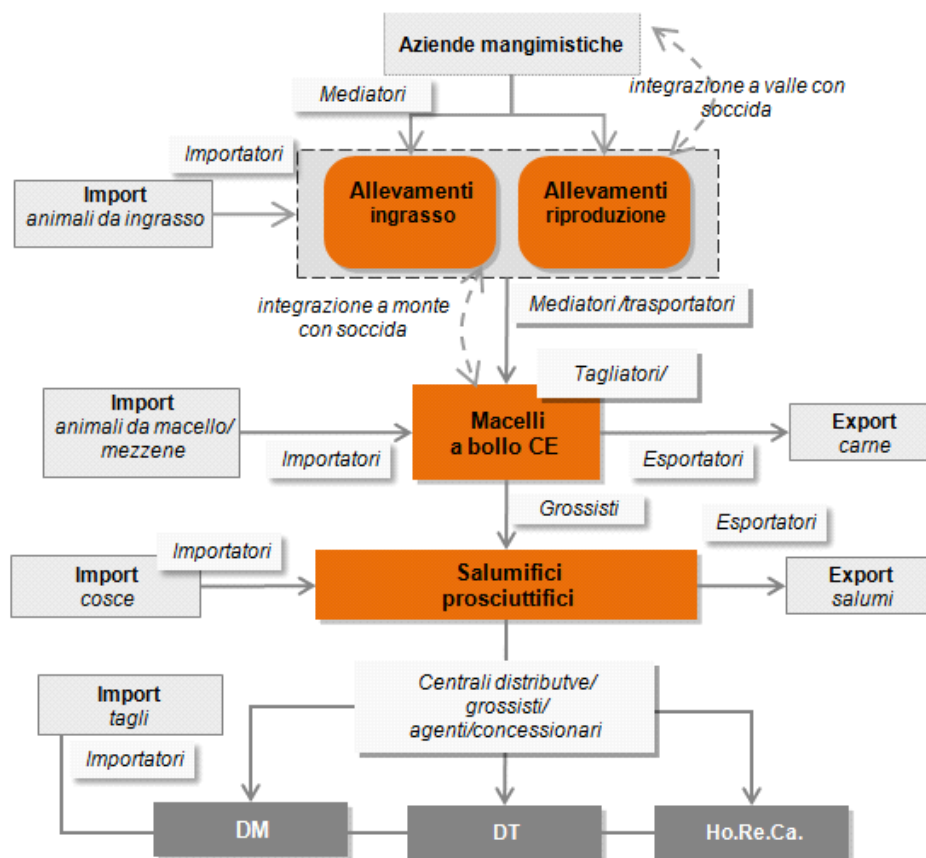 Aziende mangimistiche
integrazione a valle con
soccida
Mediatori
Importatori
Import
animali da ingrasso
Allevamenti
ingrasso
Allevamenti
riproduzione
integrazione a monte
con soccida
Mediatori /trasportatori
Tagliatori/
Import
animali da macello/
mezzene
Importatori
Macelli
a bollo CE
Esportatori
Export
carne
Grossisti
Esportatori
Importatori
Import
cosce
Salumifici
prosciuttifici
Export
salumi
Import
tagli
Importatori
Centrali distributve/
grossisti/
agenti/concessionari
DM
DT
Ho.Re.Ca.